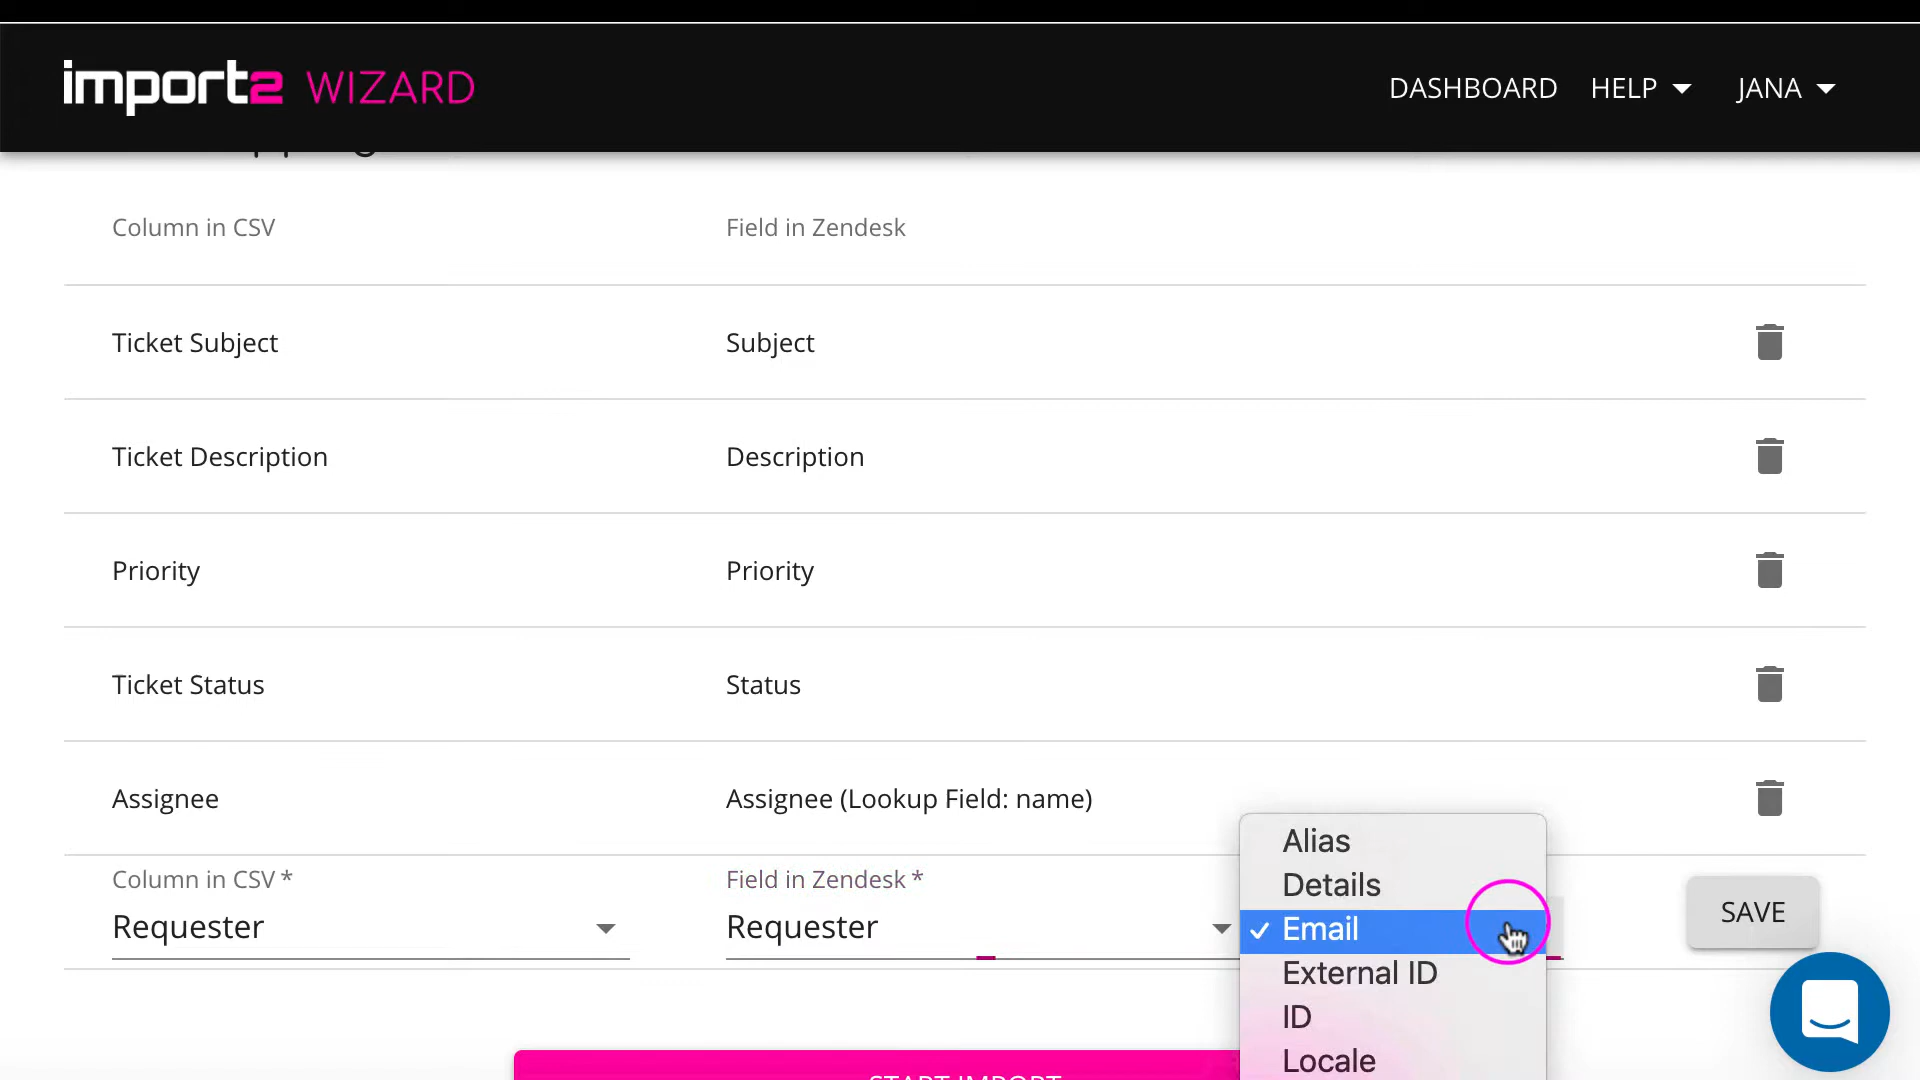 import2 WIZARD
DASHBOARD HELP JANA
Column in CSV Field in Zendesk
Ticket Subject Subject
Ticket Description Description
Priority Priority
Ticket Status Status
Assignee Assignee (Lookup Field: name)
Alias
Column in CSV * Field in Zendesk * Details
Requester Requester ✓ Email SAVE
External ID
ID
Locale
START IMPORT